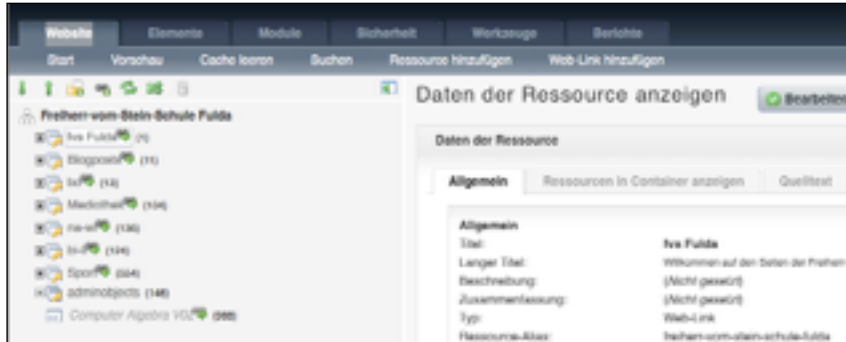 Website Elemente Module Sicherheit Werkzeuge Berichte
Start Vorschau Cache leeren Suchen Ressource hinzufügen Web-Link hinzufügen
Freiherr-vom-Stein-Schule Fulda
fvs Fulda (1)
Blogposts (11)
(13)
Mediothek (104)
(130)
(124)
Sport (554)
adminobjects (148)
Computer Algebra (988)
Daten der Ressource anzeigen
Bearbeiten
Daten der Ressource
Allgemein Ressourcen in Container anzeigen Quelltext
Allgemein
Titel: fvs Fulda
Langer Titel: Willkommen auf den Seiten der Freiherr-
Beschreibung: (Nicht gesetzt)
Zusammenfassung: (Nicht gesetzt)
Typ: Web-Link
Ressource-Alias: freiherr-vom-stein-schule-fulda